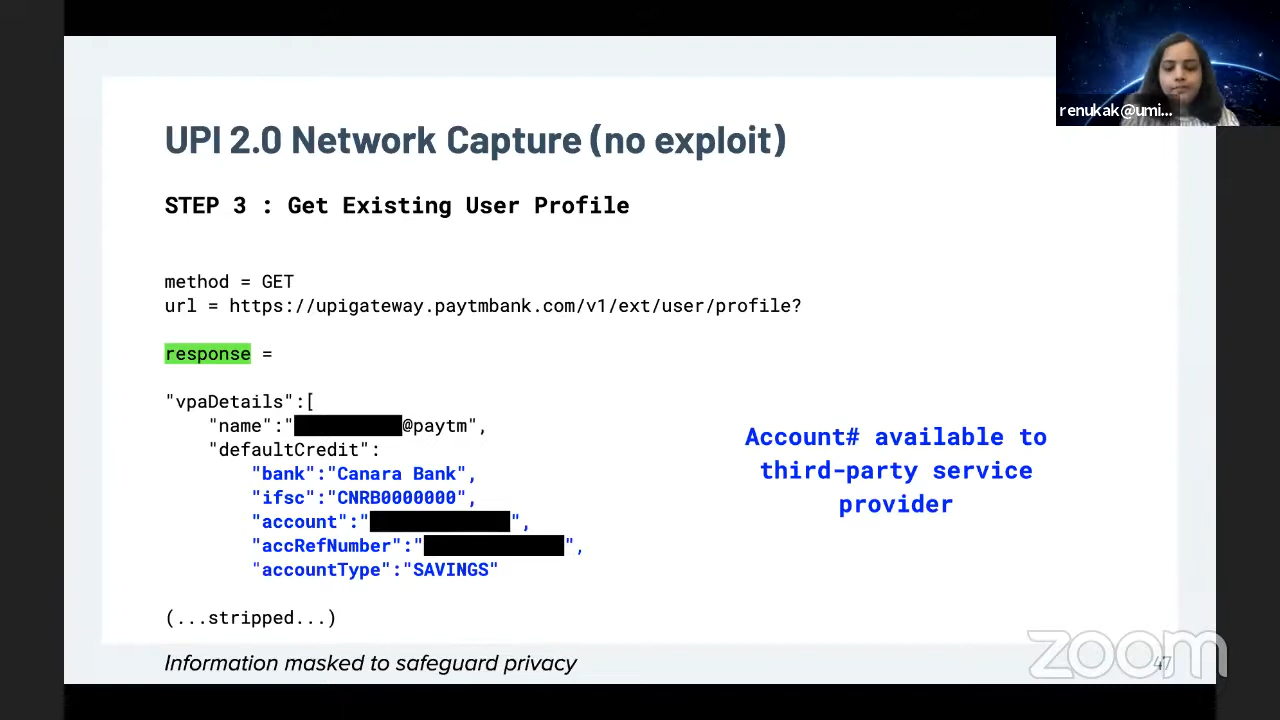 renukak@umi...
UPI 2.0 Network Capture (no exploit)
STEP 3 : Get Existing User Profile
method = GET
url = https://upigateway.paytmbank.com/v1/ext/user/profile?
response =
"vpaDetails":[
"name":"@paytm",
"defaultCredit":
"bank":"Canara Bank",
"ifsc":"CNRB0000000",
"account":"",
"accRefNumber":"",
"accountType":"SAVINGS"
(...stripped...)
Account# available to
third-party service
provider
Information masked to safeguard privacy
zoom
47